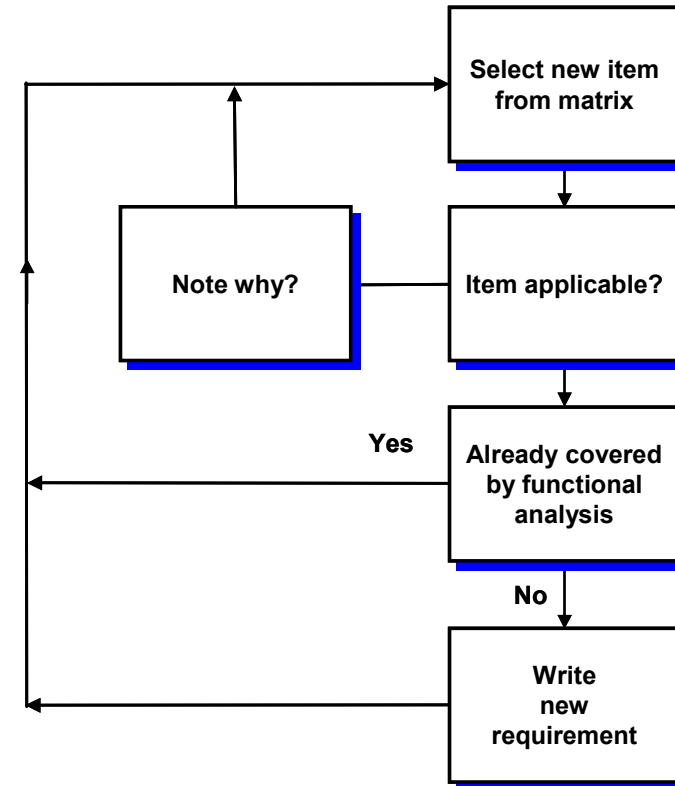 Select new item
from matrix
Note why?
Item applicable?
Yes
Already covered
by functional
analysis
No
Write
new
requirement